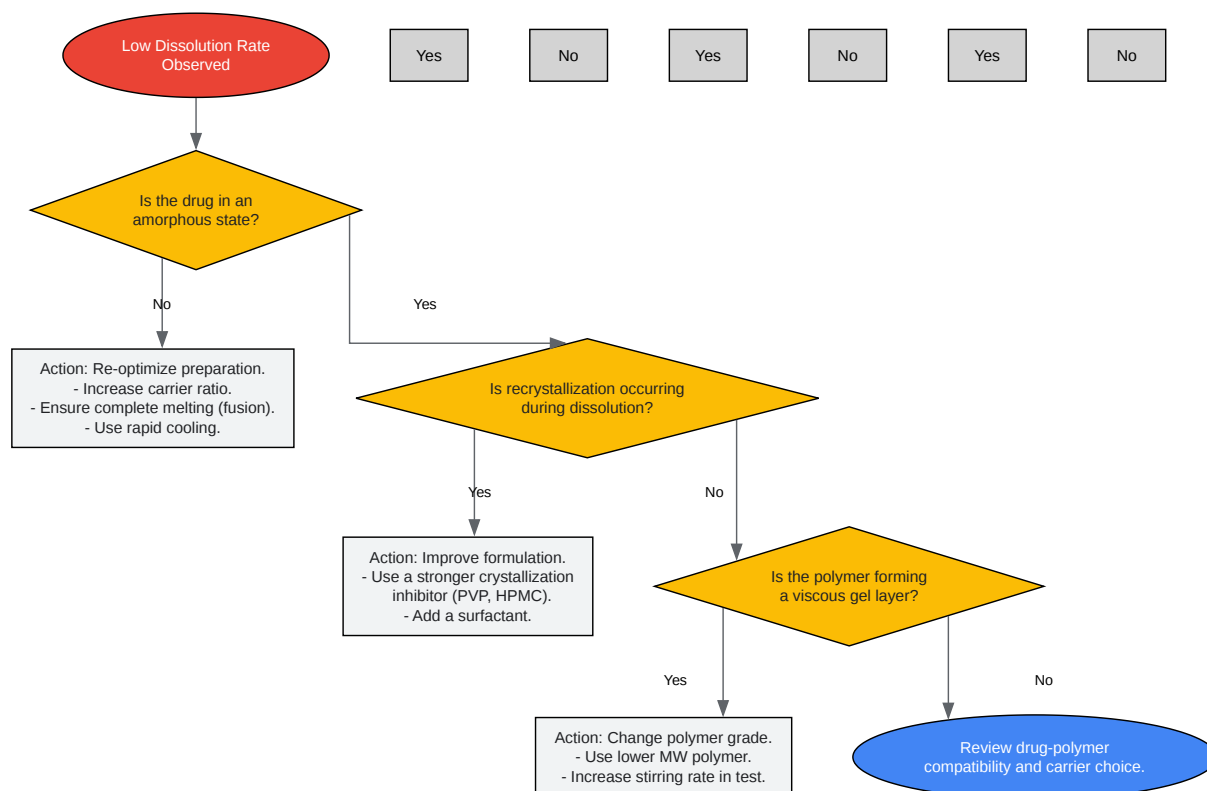 Low Dissolution Rate
Observed
Yes
No
Yes
No
Yes
No
Is the drug in an
amorphous state?
No
Yes
Action: Re-optimize preparation.
- Increase carrier ratio.
- Ensure complete melting (fusion).
- Use rapid cooling.
Is recrystallization occurring
during dissolution?
Yes
No
Action: Improve formulation.
- Use a stronger crystallization
inhibitor (PVP, HPMC).
- Add a surfactant.
Is the polymer forming
a viscous gel layer?
Yes
No
Action: Change polymer grade.
- Use lower MW polymer.
- Increase stirring rate in test.
Review drug-polymer
compatibility and carrier choice.